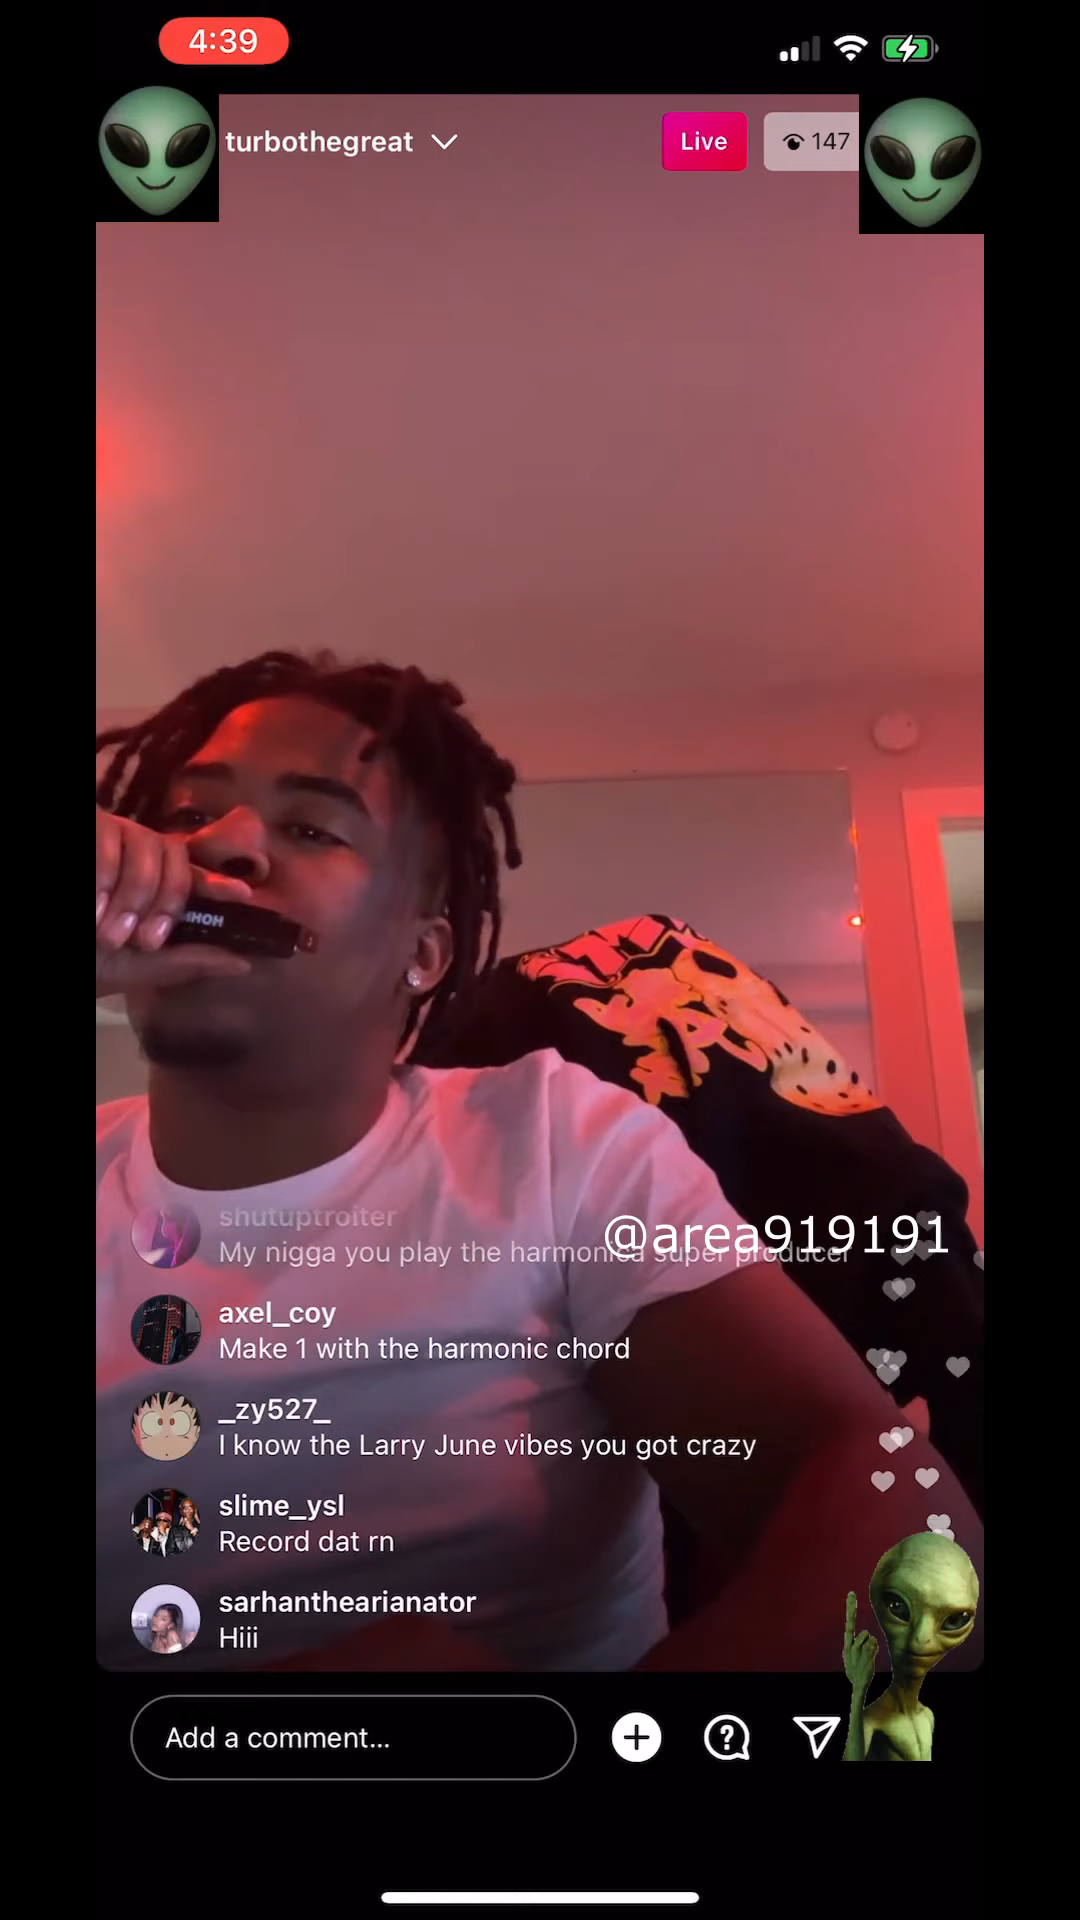 4:39
turbothegreat
Live
147
HOHN
shutuptroiter
My nigga you play the harmonica super producer
@area919191
axel_coy
Make 1 with the harmonic chord
_zy527_
I know the Larry June vibes you got crazy
slime_ysl
Record dat rn
sarhanthearianator
Hiii
Add a comment...